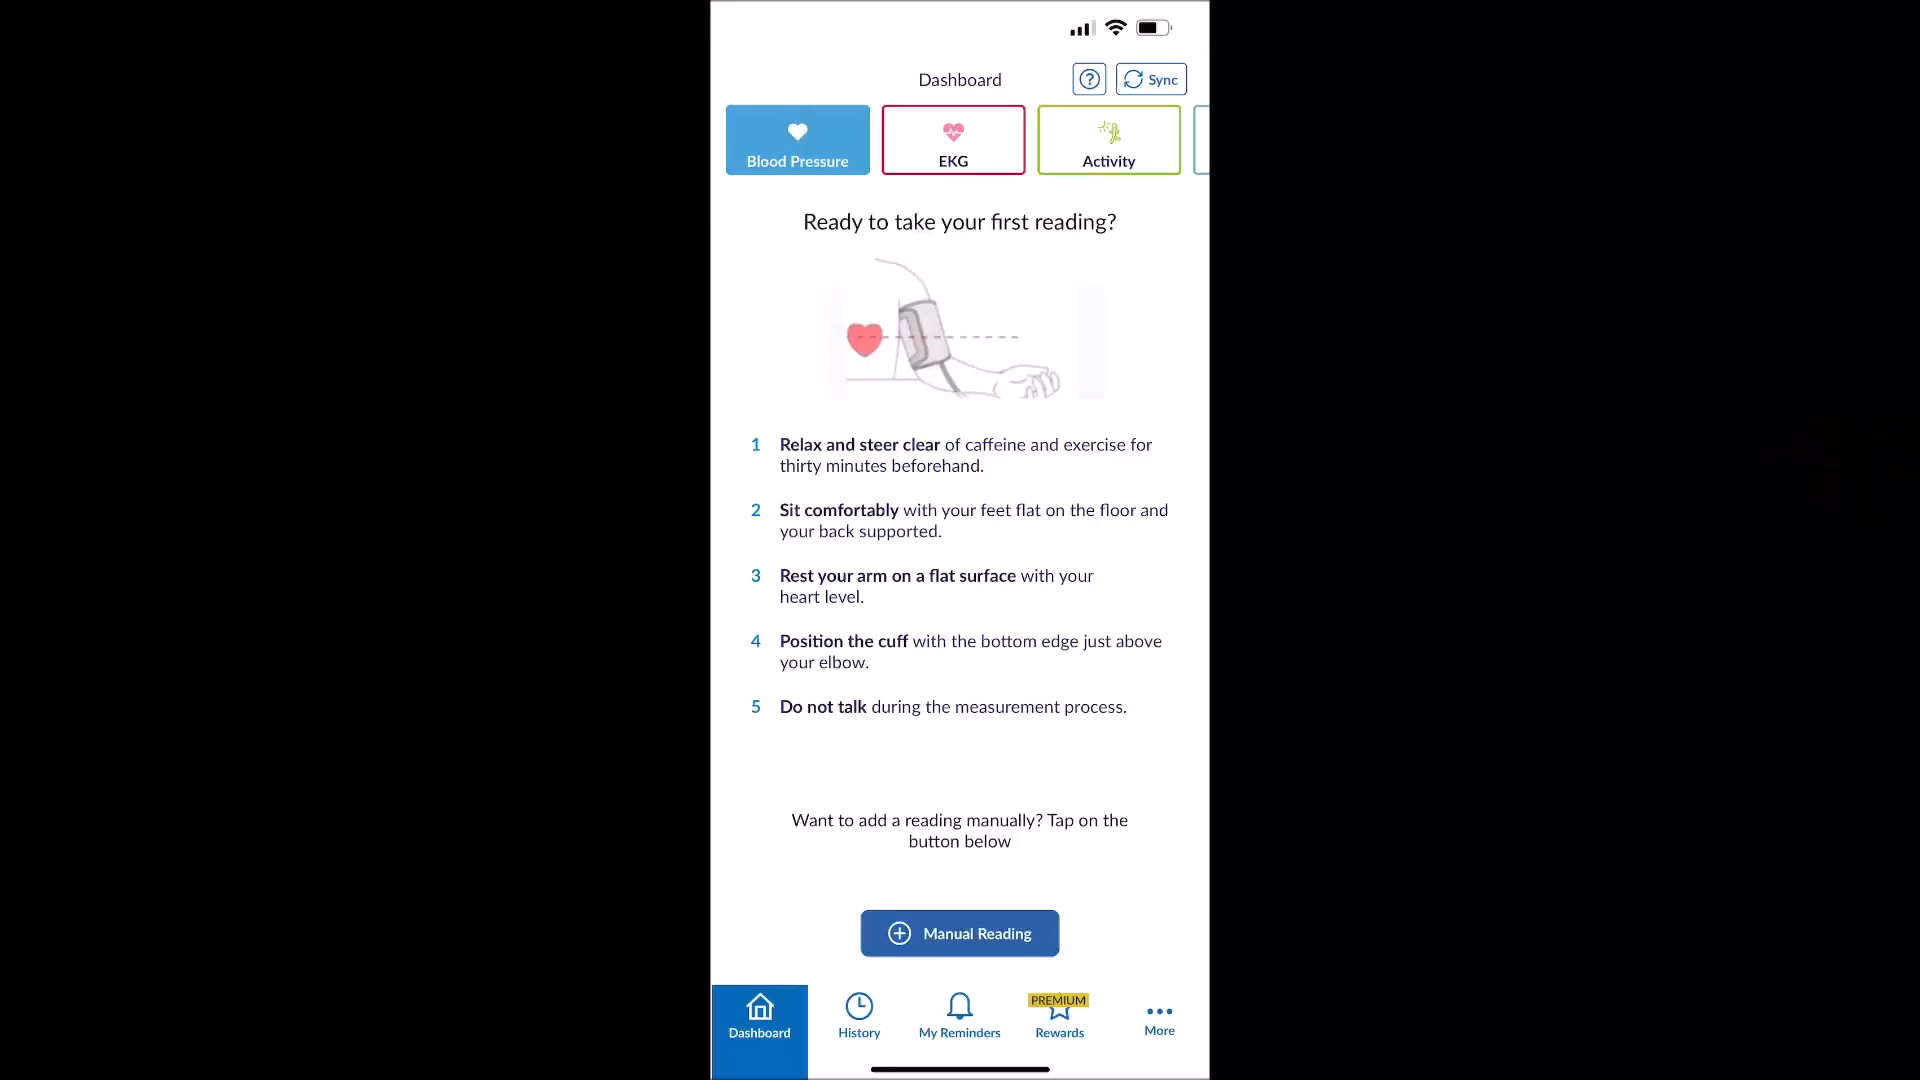 Dashboard
Sync
Blood Pressure
EKG
Activity
Ready to take your first reading?
1 Relax and steer clear of caffeine and exercise for
thirty minutes beforehand.
2 Sit comfortably with your feet flat on the floor and
your back supported.
3 Rest your arm on a flat surface with your
heart level.
4 Position the cuff with the bottom edge just above
your elbow.
5 Do not talk during the measurement process.
Want to add a reading manually? Tap on the
button below
Manual Reading
PREMIUM
Dashboard
History
My Reminders
Rewards
More